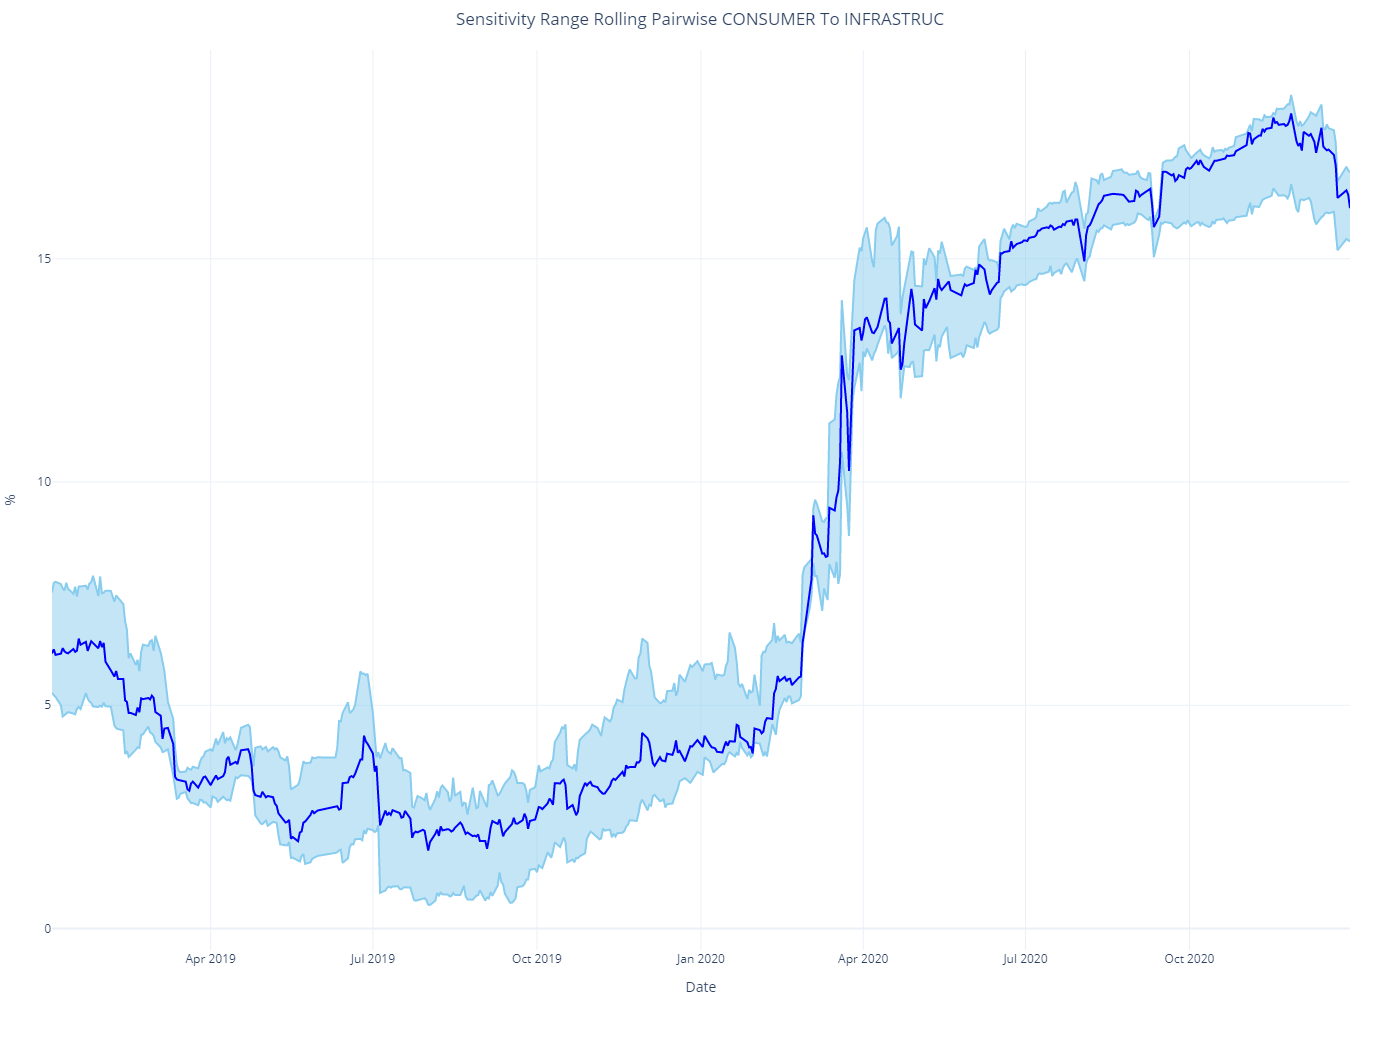 Sensitivity Range Rolling Pairwise CONSUMER To INFRASTRUC
15
10
5
0
%
Apr 2019
Jul 2019
Oct 2019
Jan 2020
Apr 2020
Jul 2020
Oct 2020
Date